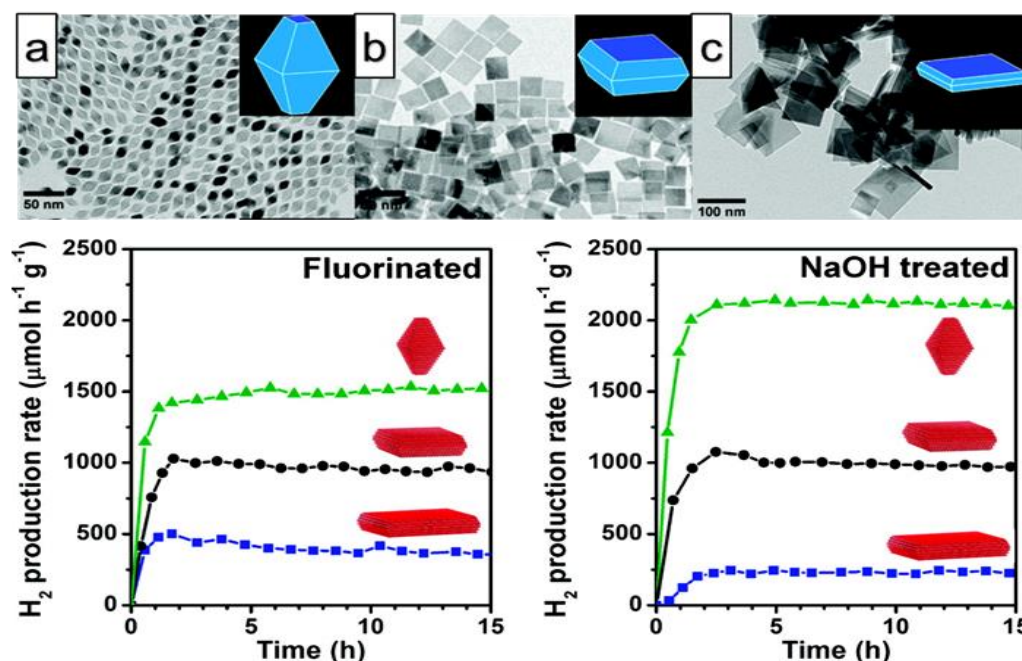 a
b
c
50 nm
nm
100 nm
Fluorinated
H₂ production rate (μmol h⁻¹ g⁻¹)
2500
2000
1500
1000
500
0
0 5 10 15
Time (h)
NaOH treated
H₂ production rate (μmol h⁻¹ g⁻¹)
2500
2000
1500
1000
500
0
0 5 10 15
Time (h)